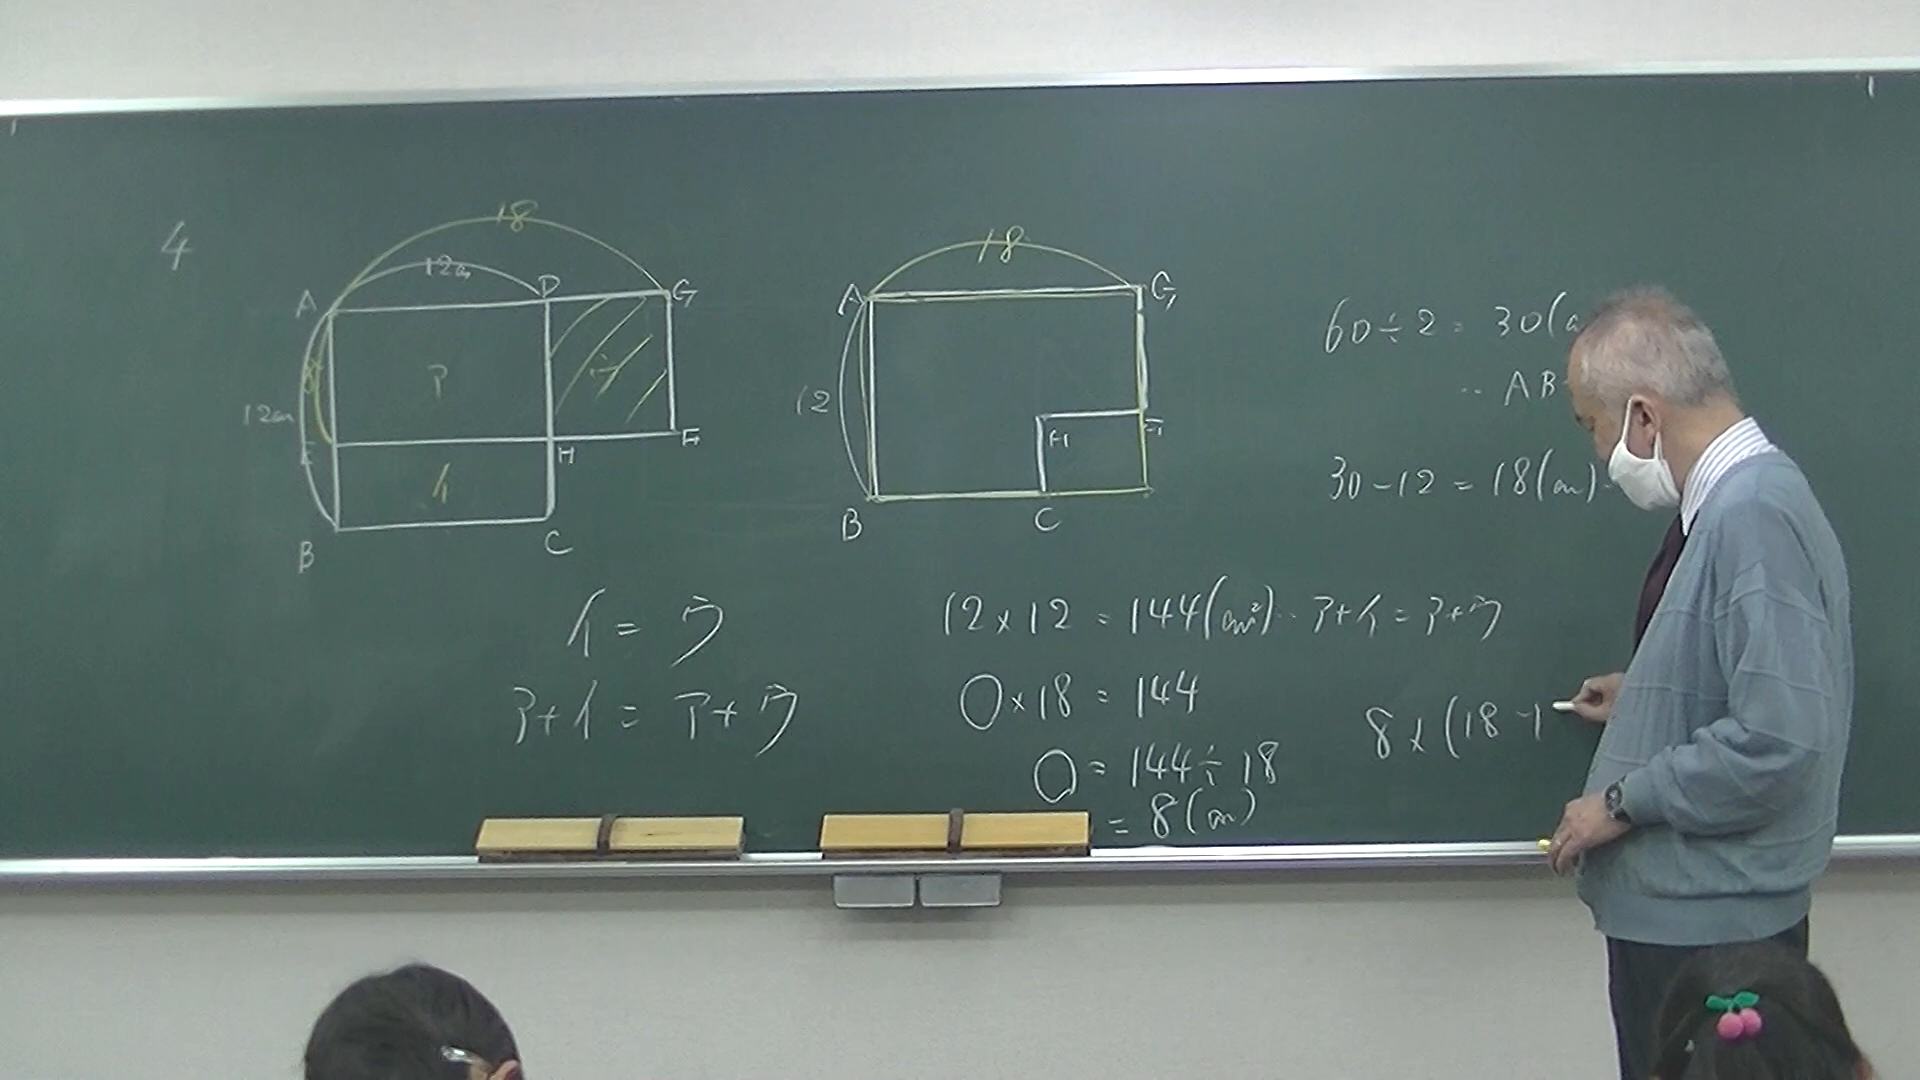 4
18
12cm
A D G
8
ア ウ
12cm
E H F
イ
B C
18
A G
12
H F
B C
60÷2=30(c
… AB
30-12=18(cm)
イ=ウ
ア+イ=ア+ウ
12×12=144(cm²)…ア+イ=ア+ウ
○×18=144
○=144÷18
=8(cm)
8×(18-1